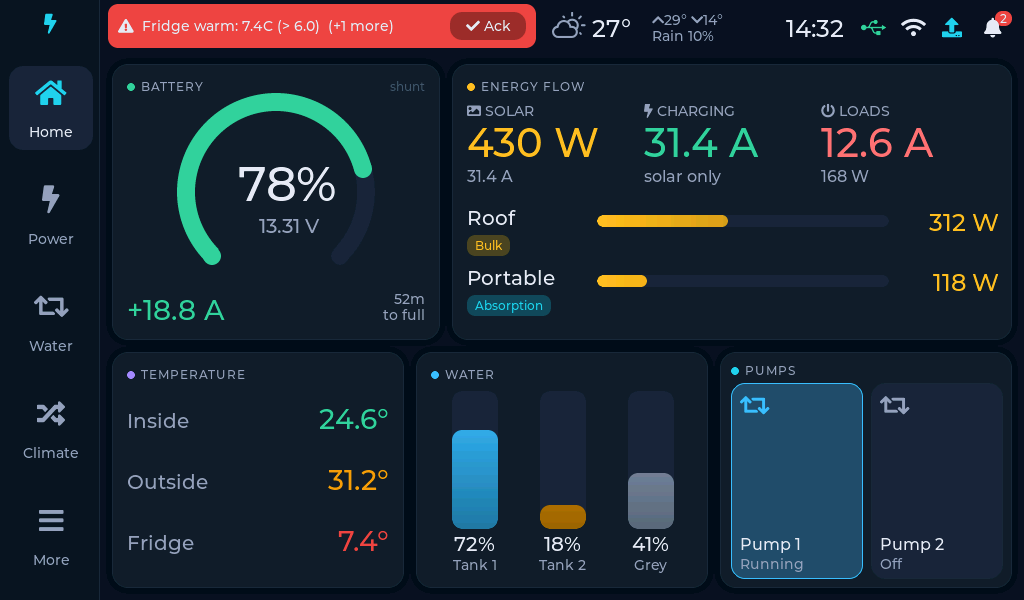 Fridge warm: 7.4C (> 6.0) (+1 more)
Ack
27°
29° 14°
Rain 10%
14:32
2
Home
Power
Water
Climate
More
BATTERY
shunt
78%
13.31 V
+18.8 A
52m
to full
ENERGY FLOW
SOLAR
430 W
31.4 A
CHARGING
31.4 A
solar only
LOADS
12.6 A
168 W
Roof
Bulk
312 W
Portable
Absorption
118 W
TEMPERATURE
Inside 24.6°
Outside 31.2°
Fridge 7.4°
WATER
72%
Tank 1
18%
Tank 2
41%
Grey
PUMPS
Pump 1
Running
Pump 2
Off